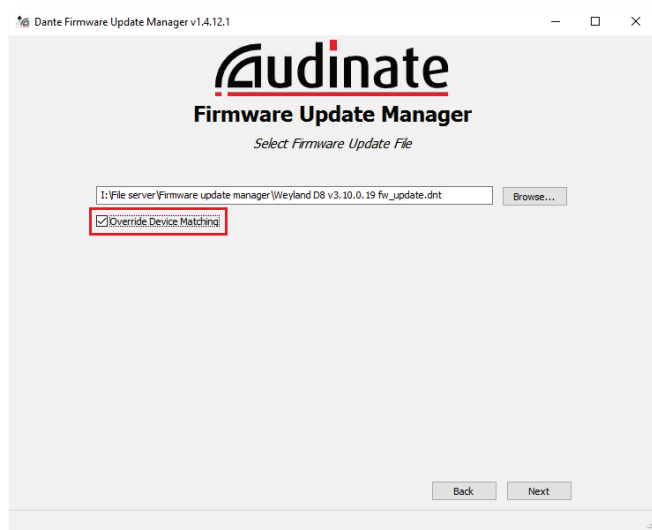 Dante Firmware Update Manager v1.4.12.1
Audinate
Firmware Update Manager
Select Firmware Update File
I:\File server\Firmware update manager\Weyland D8 v3.10.0.19 fw_update.dnt
Browse...
Override Device Matching
Back
Next